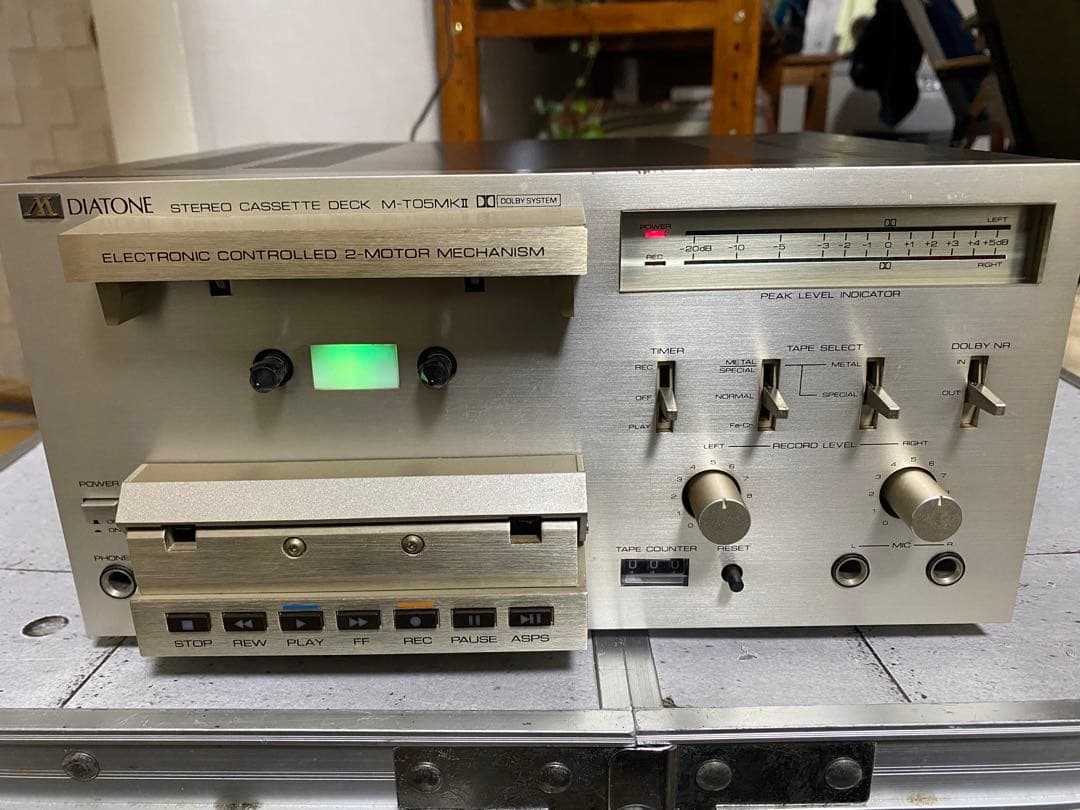 M DIATONE STEREO CASSETTE DECK M-T05MKII DOLBY SYSTEM
ELECTRONIC CONTROLLED 2-MOTOR MECHANISM
POWER LEFT
-20dB -10 -5 -3 -2 -1 0 +1 +2 +3 +4 +5dB
REC RIGHT
PEAK LEVEL INDICATOR
TIMER TAPE SELECT DOLBY NR
REC METAL SPECIAL METAL IN
OFF NORMAL SPECIAL OUT
PLAY Fe-Cr
LEFT RECORD LEVEL RIGHT
0 1 2 3 4 5 6 7 8
0 1 2 3 4 5 6 7 8
POWER
ON
PHONE
TAPE COUNTER RESET L MIC R
000
STOP REW PLAY FF REC PAUSE ASPS